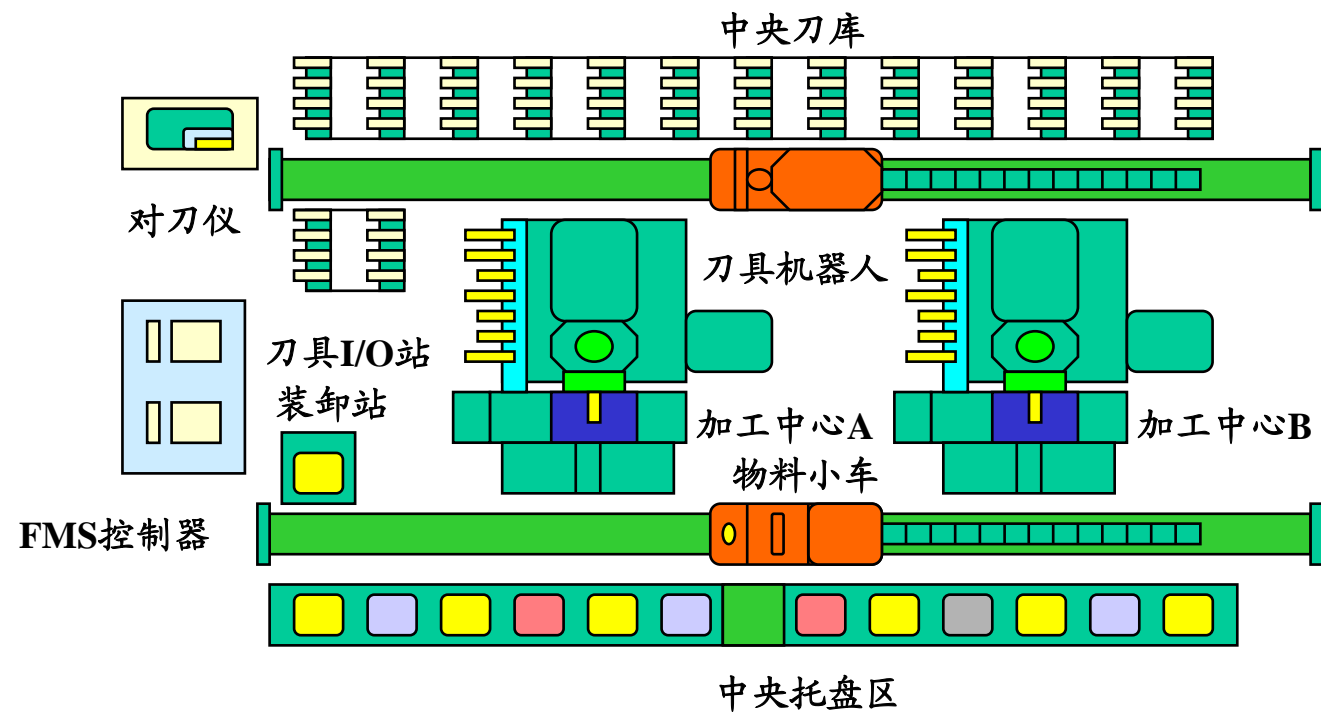 中央刀库
对刀仪
刀具机器人
刀具I/O站
装卸站
加工中心A
加工中心B
物料小车
FMS控制器
中央托盘区